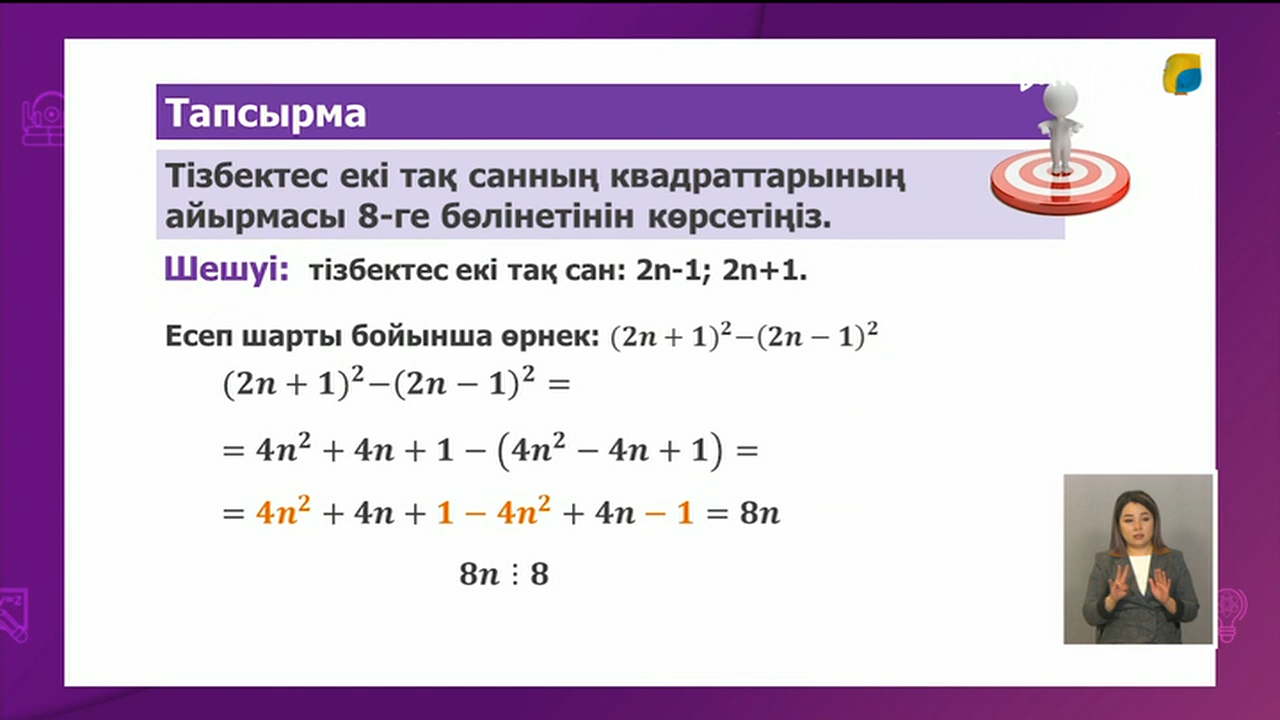 Тапсырма
Тізбектес екі тақ санның квадраттарының
айырмасы 8-ге бөлінетінін көрсетіңіз.
Шешуі: тізбектес екі тақ сан: 2n-1; 2n+1.
Есеп шарты бойынша өрнек: (2n + 1)²−(2n − 1)²
(2n + 1)²−(2n − 1)² =
= 4n² + 4n + 1 − (4n² − 4n + 1) =
= 4n² + 4n + 1 − 4n² + 4n − 1 = 8n
8n ⋮ 8